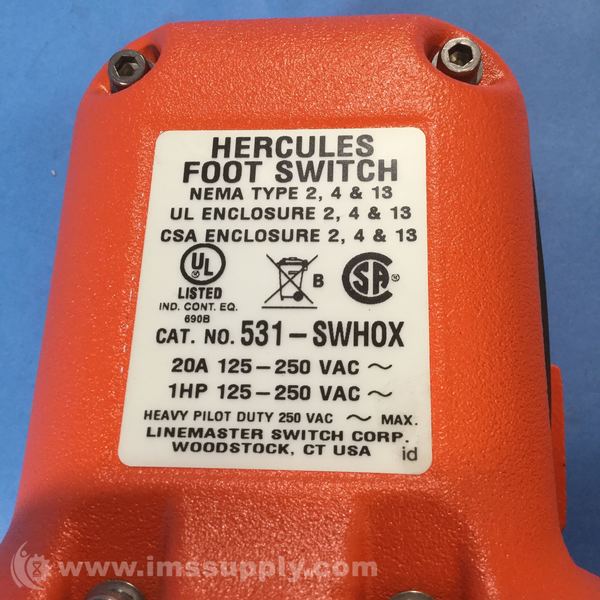 HERCULES
FOOT SWITCH
NEMA TYPE 2, 4 & 13
UL ENCLOSURE 2, 4 & 13
CSA ENCLOSURE 2, 4 & 13
UL ® B SA ®
LISTED
IND. CONT. EQ.
690B
CAT. NO. 531-SWHOX
20A 125-250 VAC ~
1HP 125-250 VAC ~
HEAVY PILOT DUTY 250 VAC ~ MAX.
LINEMASTER SWITCH CORP.
WOODSTOCK, CT USA id
www.imssupply.com